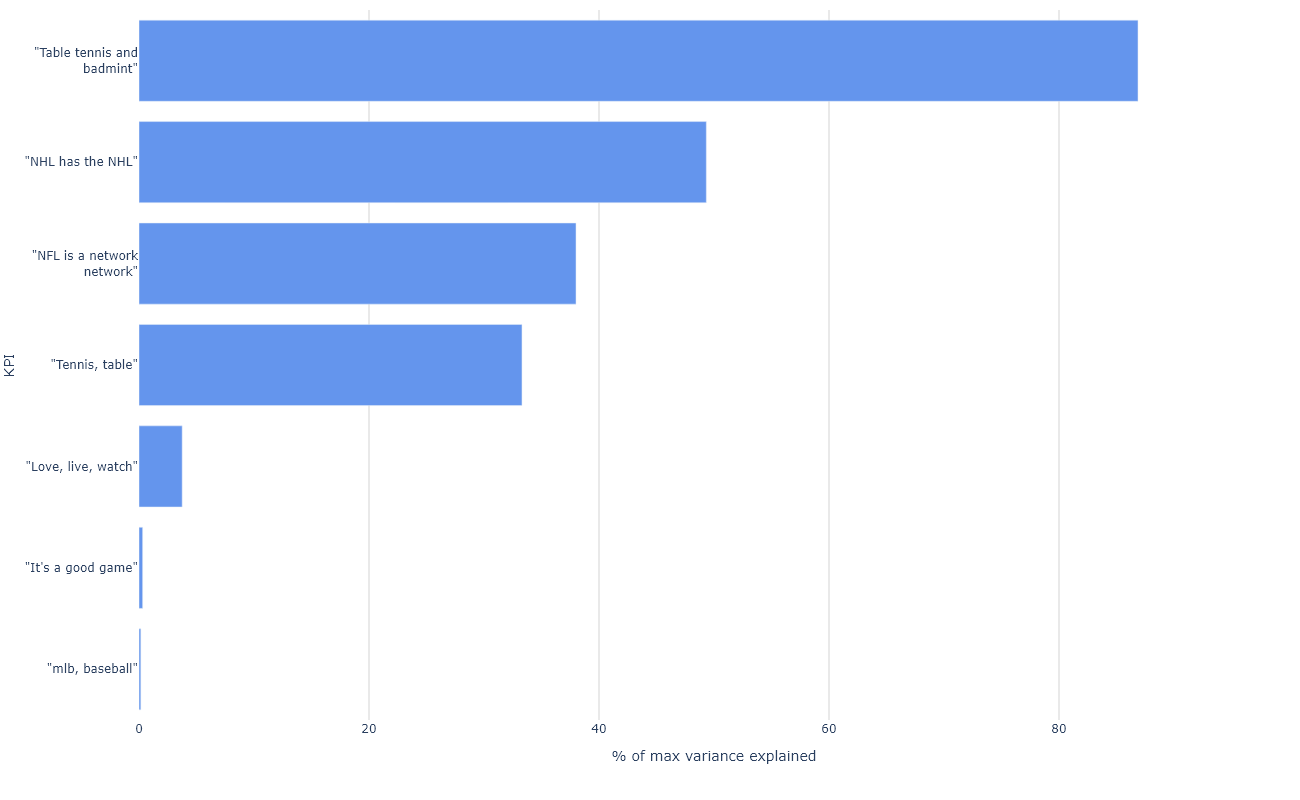 "Table tennis and
badmint"
"NHL has the NHL"
"NFL is a network
network"
"Tennis, table"
"Love, live, watch"
"It's a good game"
"mlb, baseball"
KPI
0 20 40 60 80
% of max variance explained